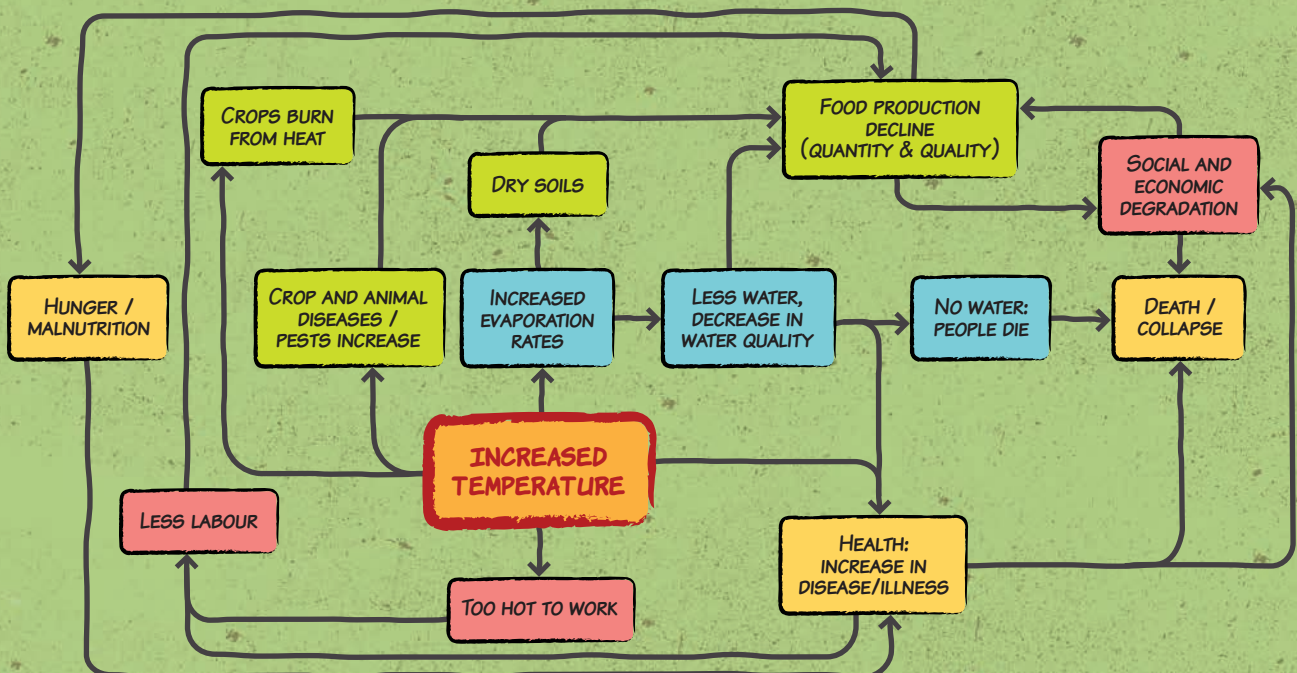 CROPS BURN
FROM HEAT
FOOD PRODUCTION
DECLINE
(QUANTITY & QUALITY)
DRY SOILS
SOCIAL AND
ECONOMIC
DEGRADATION
HUNGER /
MALNUTRITION
CROP AND ANIMAL
DISEASES /
PESTS INCREASE
INCREASED
EVAPORATION
RATES
LESS WATER,
DECREASE IN
WATER QUALITY
NO WATER:
PEOPLE DIE
DEATH /
COLLAPSE
INCREASED
TEMPERATURE
LESS LABOUR
HEALTH:
INCREASE IN
DISEASE/ILLNESS
TOO HOT TO WORK